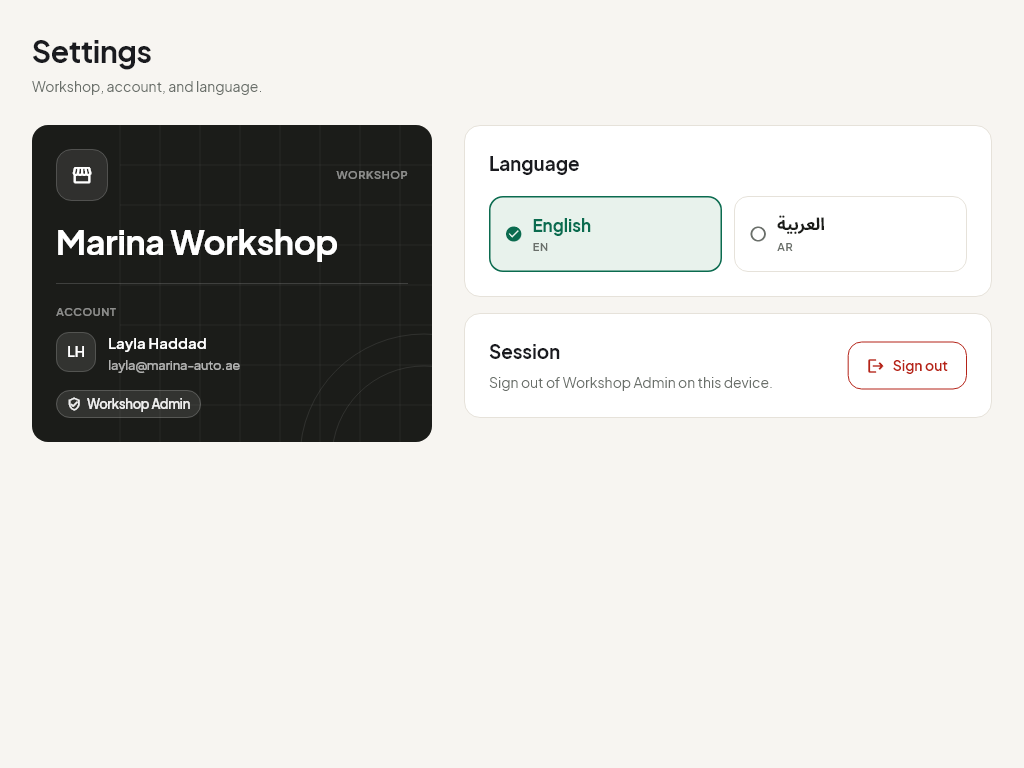 Settings
Workshop, account, and language.
WORKSHOP
Marina Workshop
ACCOUNT
LH
Layla Haddad
layla@marina-auto.ae
Workshop Admin
Language
English
EN
العربية
AR
Session
Sign out of Workshop Admin on this device.
Sign out